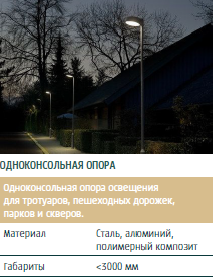 ОДНОКОНСОЛЬНАЯ ОПОРА
Одноконсольная опора освещения
для тротуаров, пешеходных дорожек,
парков и скверов.
Материал Сталь, алюминий,
полимерный композит
Габариты <3000 мм